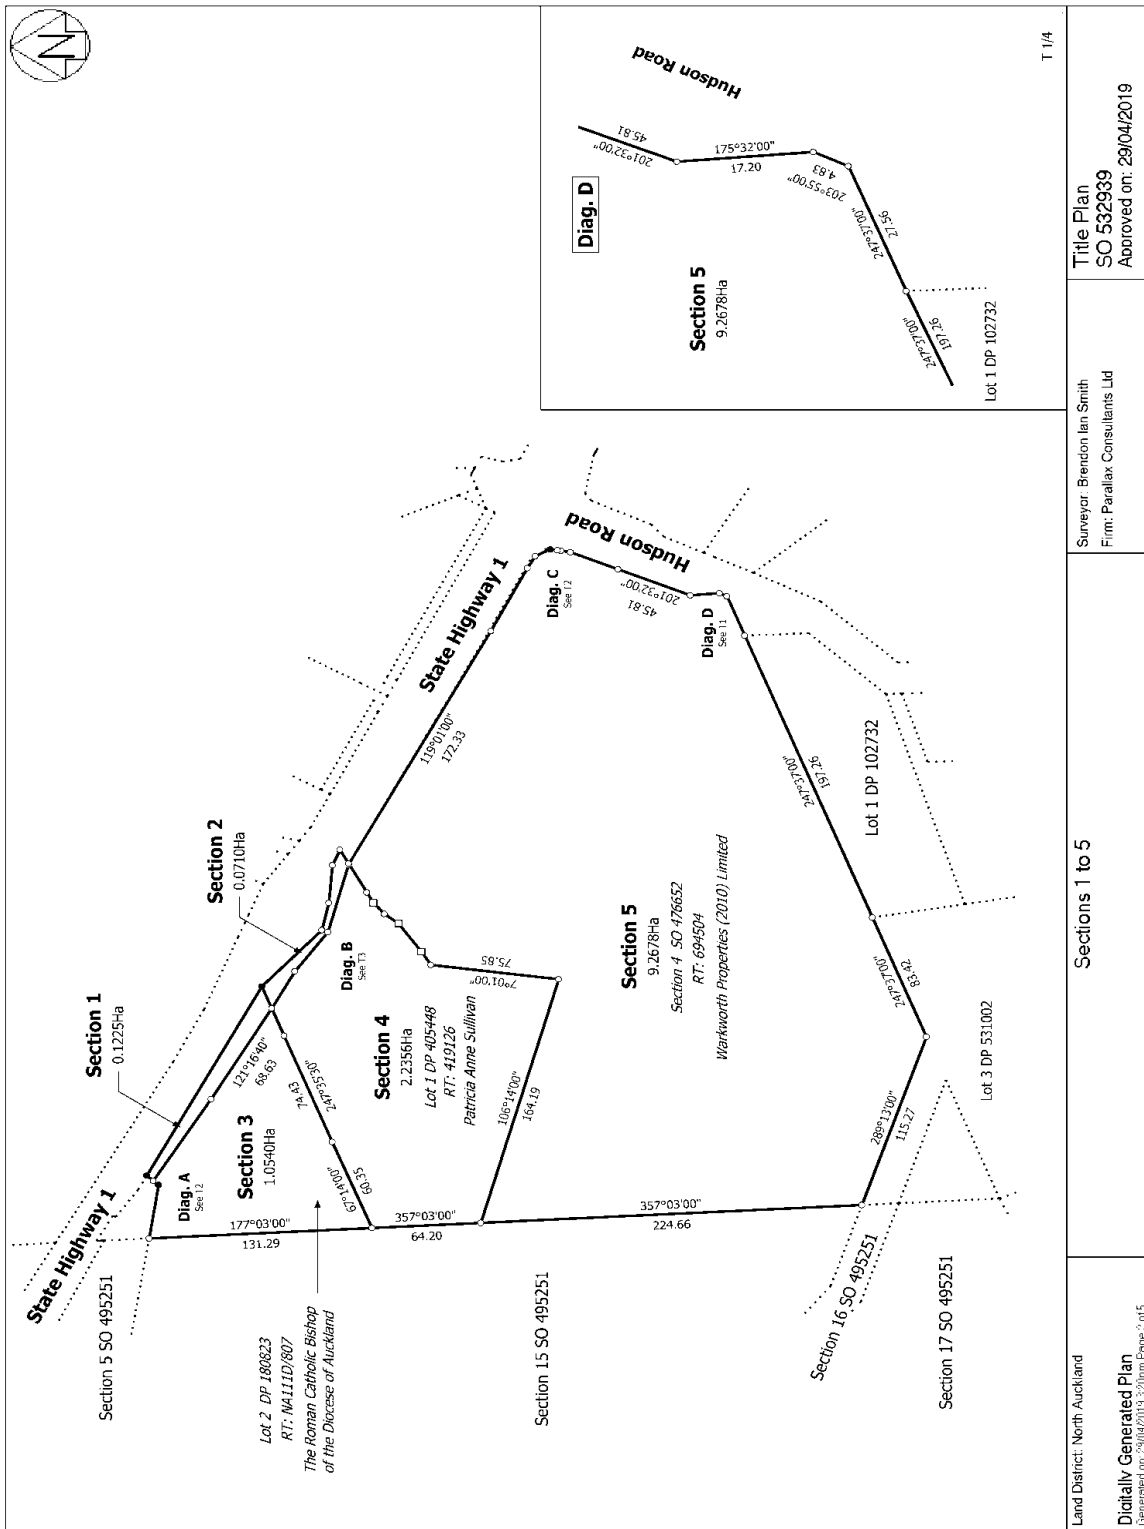 N
State Highway 1
Section 5 SO 495251
Section 1
0.1225Ha
Section 2
0.0710Ha
State Highway 1
Diag. A
See T2
121°16'40"
68.63
Section 3
1.0540Ha
177°03'00"
131.29
Lot 2 DP 180823
RT: NA111D/807
The Roman Catholic Bishop
of the Diocese of Auckland
74.43
247°35'30"
67°14'00"
60.35
Diag. B
See T3
Section 4
2.2356Ha
Lot 1 DP 405448
RT: 419126
Patricia Anne Sullivan
357°03'00"
64.20
106°14'00"
164.19
75.85
7°01'00"
119°01'00"
172.33
Diag. C
See T2
Hudson Road
201°32'00"
45.81
Diag. D
See T1
Section 5
9.2678Ha
Section 4 SO 476652
RT: 694504
Warkworth Properties (2010) Limited
Section 15 SO 495251
357°03'00"
224.66
247°37'00"
197.26
Lot 1 DP 102732
247°37'00"
83.42
289°13'00"
115.27
Lot 3 DP 531002
Section 16 SO 495251
Section 17 SO 495251
Diag. D
Hudson Road
201°32'00"
45.81
175°32'00"
17.20
4.83
203°55'00"
247°37'00"
27.56
247°37'00"
197.26
Section 5
9.2678Ha
Lot 1 DP 102732
T 1/4
Land District: North Auckland
Digitally Generated Plan
Generated on: 29/04/2019 3:20pm Page 2 of 5
Sections 1 to 5
Surveyor: Brendon Ian Smith
Firm: Parallax Consultants Ltd
Title Plan
SO 532939
Approved on: 29/04/2019